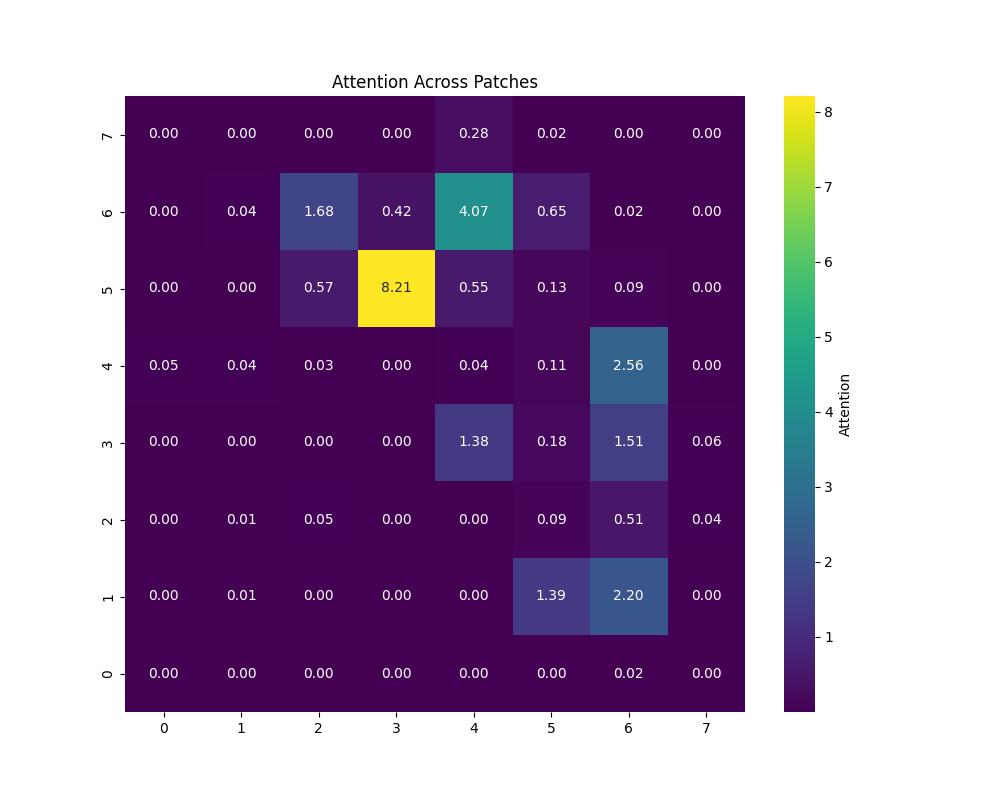 Attention Across Patches
7 0.00 0.00 0.00 0.00 0.28 0.02 0.00 0.00
6 0.00 0.04 1.68 0.42 4.07 0.65 0.02 0.00
5 0.00 0.00 0.57 8.21 0.55 0.13 0.09 0.00
4 0.05 0.04 0.03 0.00 0.04 0.11 2.56 0.00
3 0.00 0.00 0.00 0.00 1.38 0.18 1.51 0.06
2 0.00 0.01 0.05 0.00 0.00 0.09 0.51 0.04
1 0.00 0.01 0.00 0.00 0.00 1.39 2.20 0.00
0 0.00 0.00 0.00 0.00 0.00 0.00 0.02 0.00
0 1 2 3 4 5 6 7
8
7
6
5
4
3
2
1
Attention